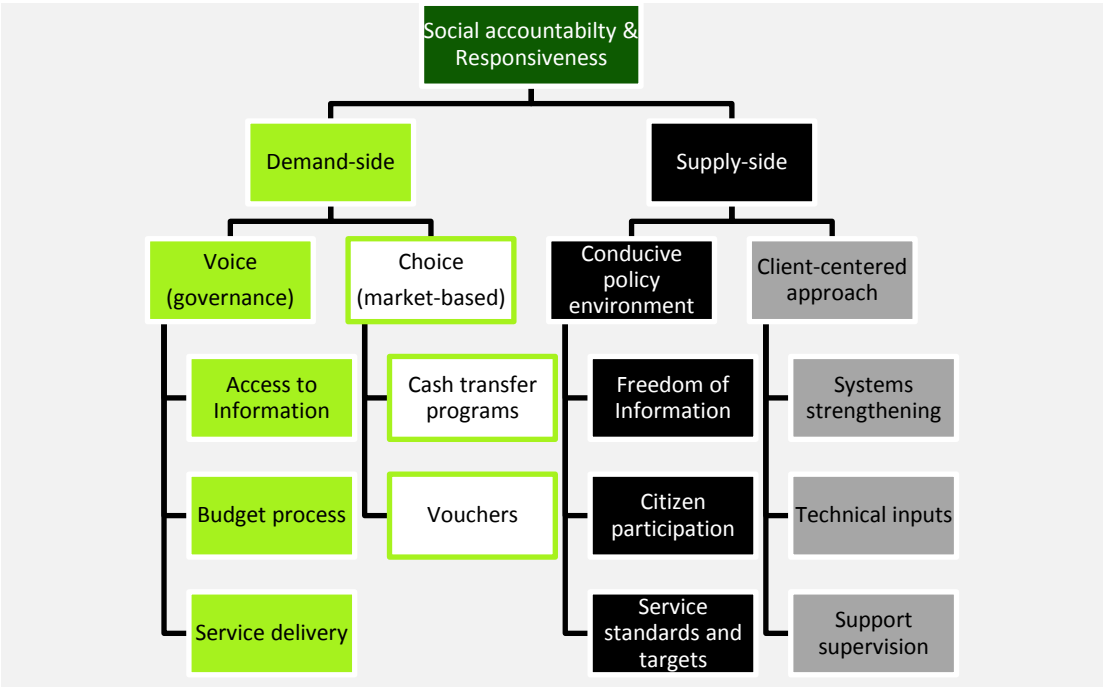 Social accountabilty &
Responsiveness
Demand-side
Supply-side
Voice
(governance)
Choice
(market-based)
Conducive
policy
environment
Client-centered
approach
Access to
Information
Cash transfer
programs
Freedom of
Information
Systems
strengthening
Budget process
Vouchers
Citizen
participation
Technical inputs
Service delivery
Service
standards and
targets
Support
supervision